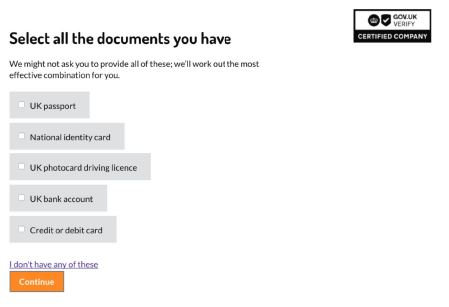 GOV.UK
VERIFY
CERTIFIED COMPANY
Select all the documents you have
We might not ask you to provide all of these; we'll work out the most
effective combination for you.
UK passport
National identity card
UK photocard driving licence
UK bank account
Credit or debit card
I don't have any of these
Continue